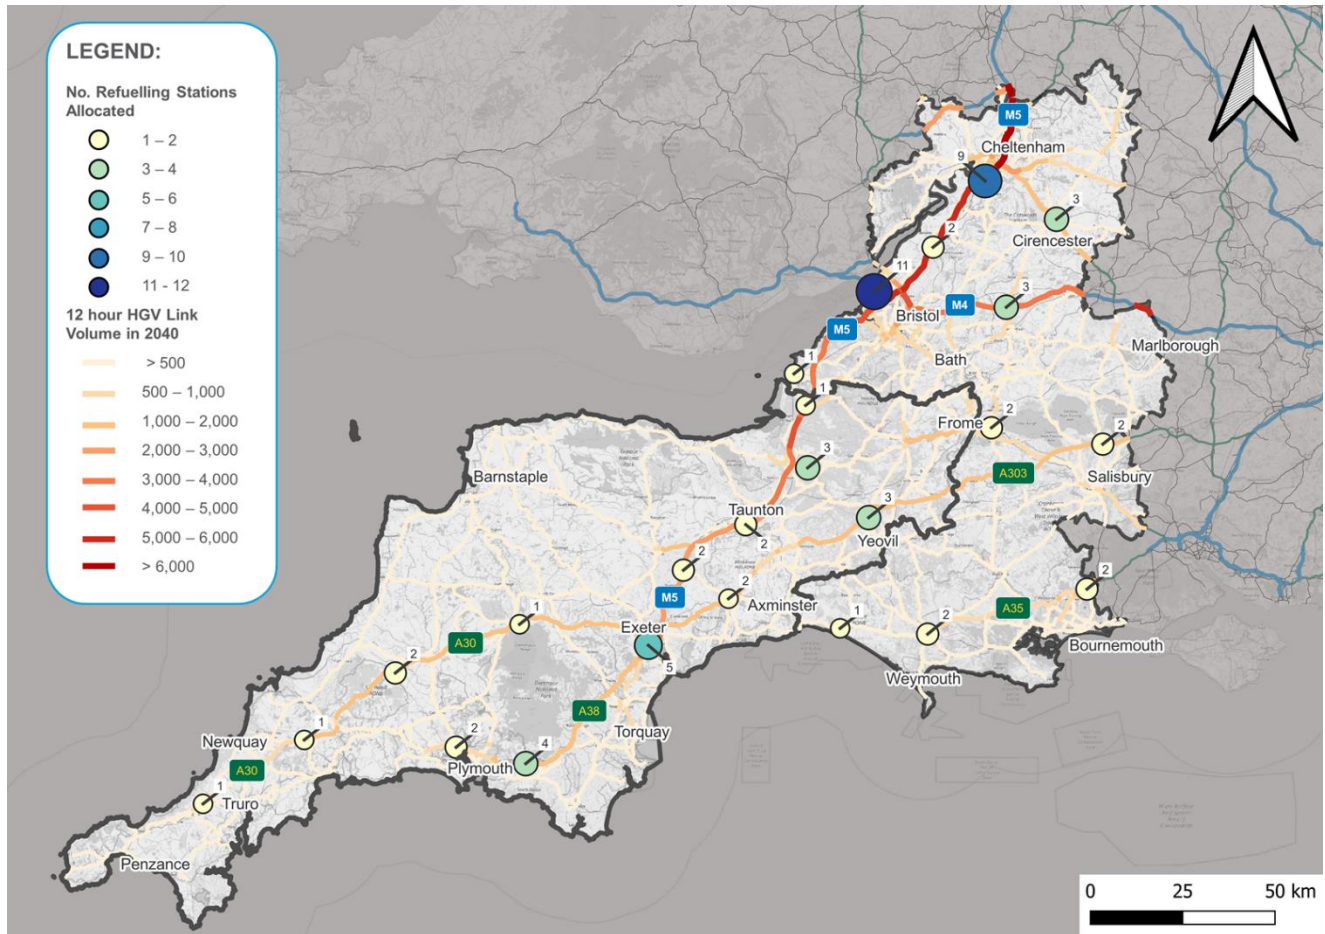 LEGEND:
No. Refuelling Stations
Allocated
1 – 2
3 – 4
5 – 6
7 – 8
9 – 10
11 - 12
12 hour HGV Link
Volume in 2040
> 500
500 – 1,000
1,000 – 2,000
2,000 – 3,000
3,000 – 4,000
4,000 – 5,000
5,000 – 6,000
> 6,000
M5
Cheltenham
9
3
Cirencester
2
11
3
M4
Bristol
M5
Marlborough
Bath
1
1
Frome
2
2
Barnstaple
3
A303
Salisbury
3
Taunton
2
Yeovil
2
M5
2
Axminster
2
A35
1
Exeter
1
2
Bournemouth
A30
5
2
Weymouth
A38
Torquay
Newquay
1
2
4
Plymouth
A30
1
Truro
Penzance
0 25 50 km